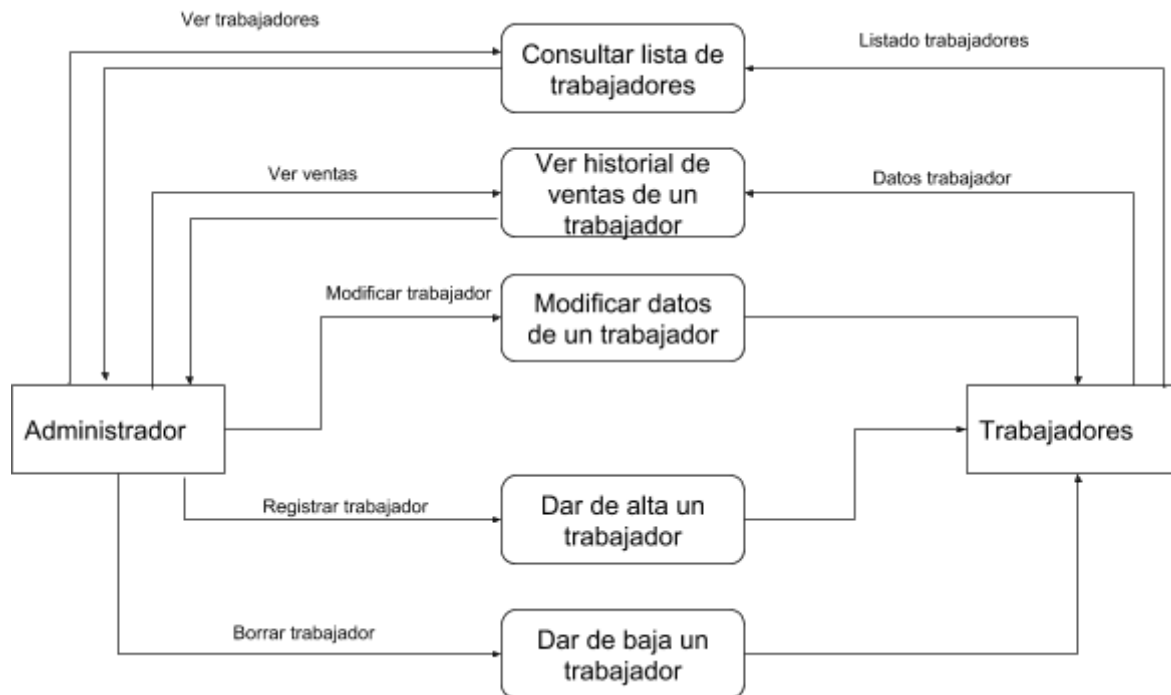 Ver trabajadores
Consultar lista de
trabajadores
Listado trabajadores
Ver ventas
Ver historial de
ventas de un
trabajador
Datos trabajador
Modificar trabajador
Modificar datos
de un trabajador
Administrador
Trabajadores
Registrar trabajador
Dar de alta un
trabajador
Borrar trabajador
Dar de baja un
trabajador